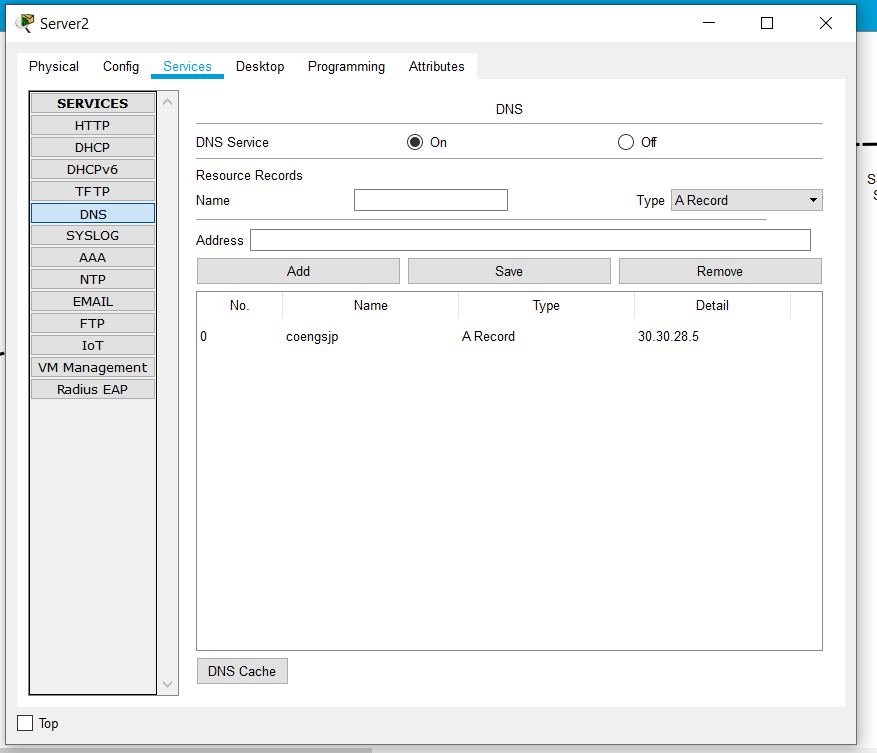 Server2
Physical Config Services Desktop Programming Attributes
SERVICES
HTTP
DHCP
DHCPv6
TFTP
DNS
SYSLOG
AAA
NTP
EMAIL
FTP
IoT
VM Management
Radius EAP
DNS
DNS Service On Off
Resource Records
Name Type A Record
Address
Add Save Remove
No. Name Type Detail
0 coengsjp A Record 30.30.28.5
DNS Cache
Top